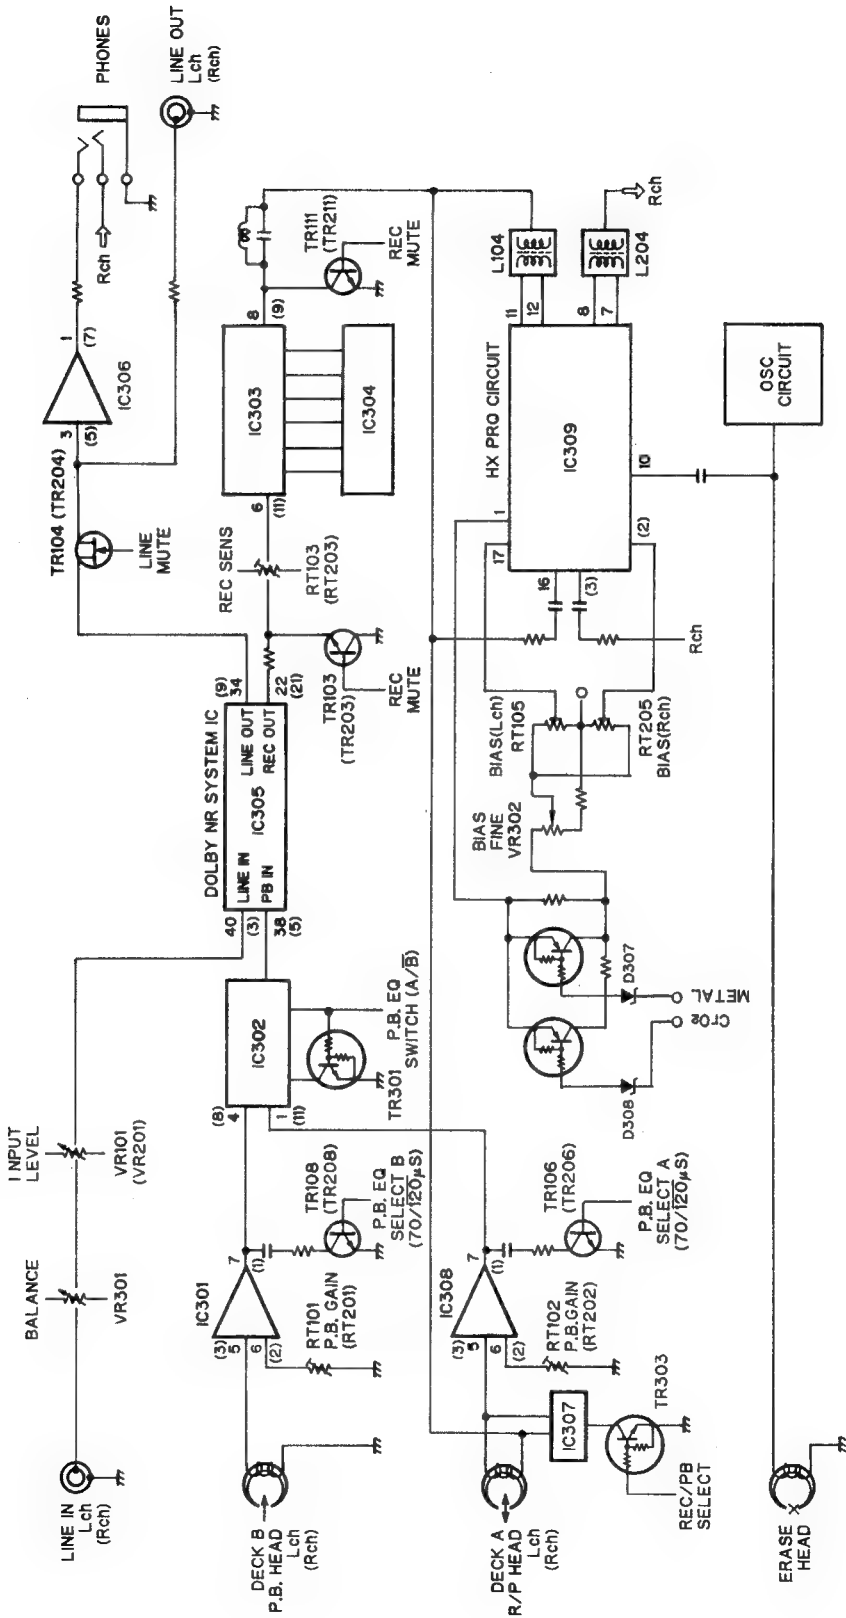 LINE IN
Lch
(Rch)
BALANCE
VR301
INPUT
LEVEL
VR101
(VR201)
DECK B
P.B. HEAD
Lch
(Rch)
(3)
5
6
(2)
IC301
7
(1)
RT101
P.B. GAIN
(RT201)
TR108
(TR208)
P.B. EQ
SELECT B
(70/120μS)
(8)
4
1
(11)
IC302
TR301
P.B. EQ
SWITCH (A/B)
DOLBY NR SYSTEM IC
40
(3)
38
(5)
LINE IN
PB IN
IC305
LINE OUT
REC OUT
(9)
34
22
(21)
TR103
(TR203)
REC
MUTE
TR104 (TR204)
LINE
MUTE
3
(5)
IC306
1
(7)
Rch
PHONES
LINE OUT
Lch
(Rch)
REC SENS
RT103
(RT203)
6
(11)
IC303
IC304
8
(9)
TR111
(TR211)
REC
MUTE
DECK A
R/P HEAD
Lch
(Rch)
(3)
5
6
(2)
IC308
7
(1)
RT102
P.B.GAIN
(RT202)
TR106
(TR206)
P.B. EQ
SELECT A
(70/120μS)
IC307
TR303
REC/PB
SELECT
D308
D307
CrO2
METAL
BIAS
FINE
VR302
BIAS(Lch)
RT105
RT205
BIAS(Rch)
Rch
17
1
16
(3)
(2)
10
HX PRO CIRCUIT
IC309
11
12
8
7
L104
L204
Rch
OSC
CIRCUIT
ERASE
HEAD